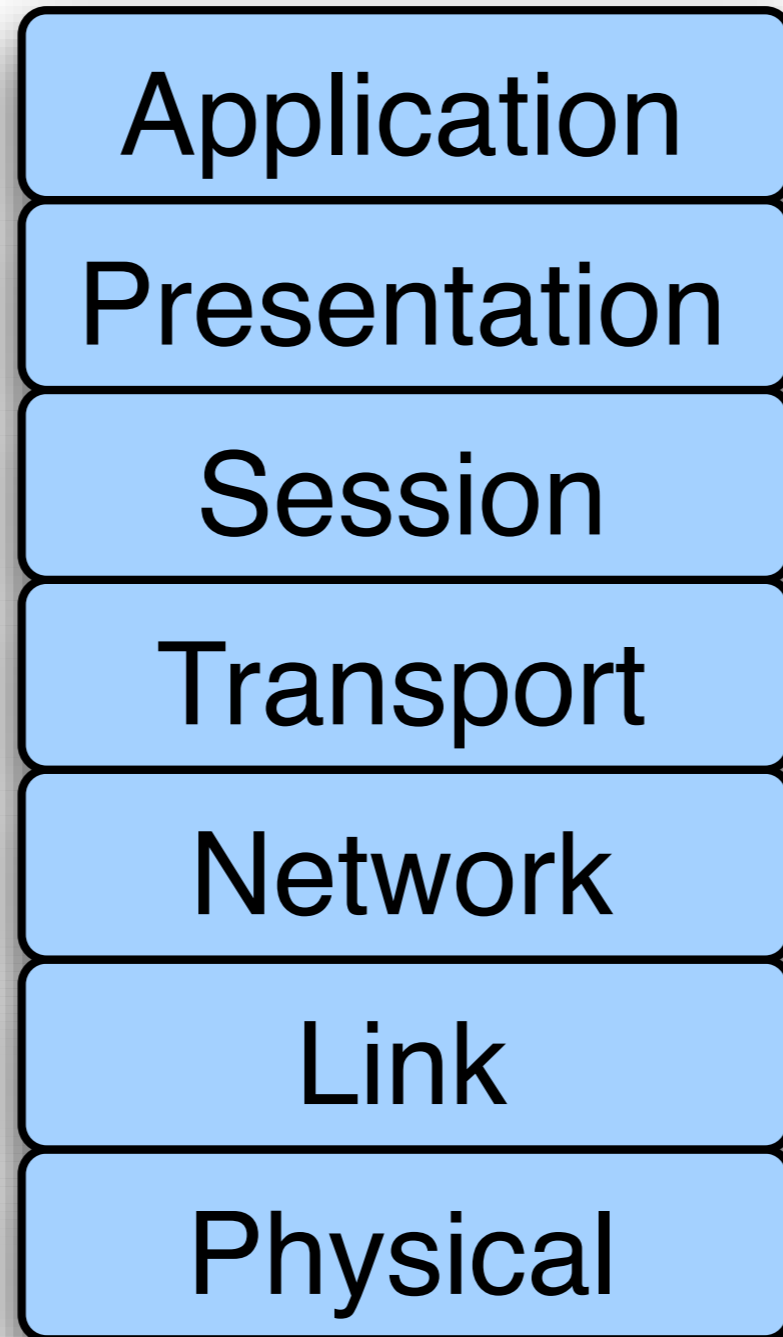 Application
Presentation
Session
Transport
Network
Link
Physical